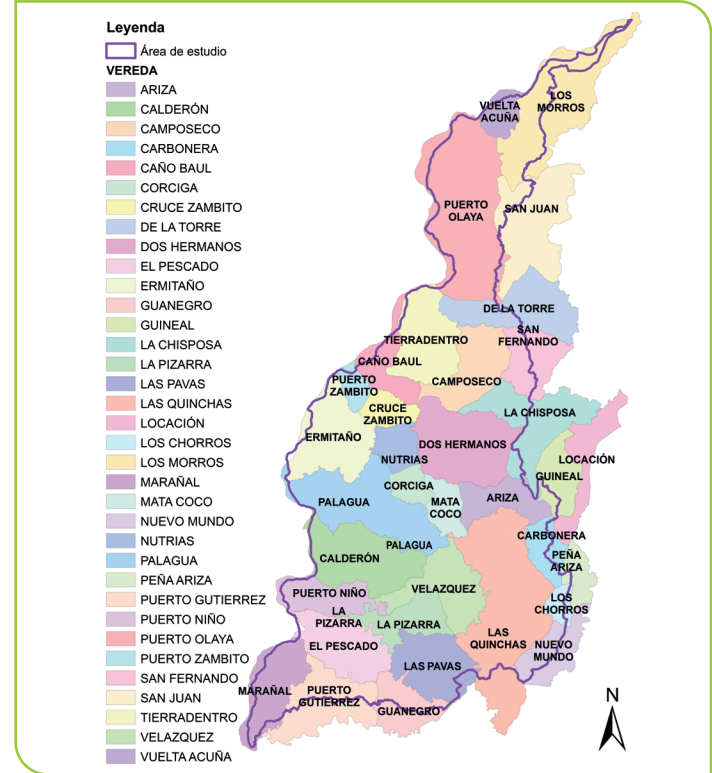 Leyenda
Área de estudio
VEREDA
ARIZA
CALDERÓN
CAMPOSECO
CARBONERA
CAÑO BAUL
CORCIGA
CRUCE ZAMBITO
DE LA TORRE
DOS HERMANOS
EL PESCADO
ERMITAÑO
GUANEGRO
GUINEAL
LA CHISPOSA
LA PIZARRA
LAS PAVAS
LAS QUINCHAS
LOCACIÓN
LOS CHORROS
LOS MORROS
MARAÑAL
MATA COCO
NUEVO MUNDO
NUTRIAS
PALAGUA
PEÑA ARIZA
PUERTO GUTIERREZ
PUERTO NIÑO
PUERTO OLAYA
PUERTO ZAMBITO
SAN FERNANDO
SAN JUAN
TIERRADENTRO
VELAZQUEZ
VUELTA ACUÑA
LOS
MORROS
VUELTA
ACUÑA
PUERTO
OLAYA
SAN JUAN
DE LA TORRE
SAN
FERNANDO
TIERRADENTRO
CAÑO BAUL
PUERTO
ZAMBITO
CAMPOSECO
CRUCE
ZAMBITO
LA CHISPOSA
ERMITAÑO
DOS HERMANOS
NUTRIAS
LOCACIÓN
GUINEAL
CORCIGA
MATA
COCO
ARIZA
PALAGUA
CARBONERA
PALAGUA
PEÑA
ARIZA
CALDERÓN
VELAZQUEZ
PUERTO NIÑO
LOS
CHORROS
LA
PIZARRA
LA PIZARRA
LAS
QUINCHAS
EL PESCADO
NUEVO
MUNDO
LAS PAVAS
MARAÑAL
PUERTO
GUTIERREZ
GUANEGRO
N